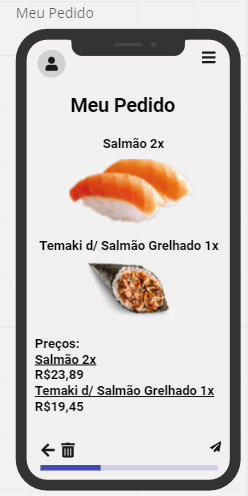 Meu Pedido
Meu Pedido
Salmão 2x
Temaki d/ Salmão Grelhado 1x
Preços:
Salmão 2x
R$23,89
Temaki d/ Salmão Grelhado 1x
R$19,45